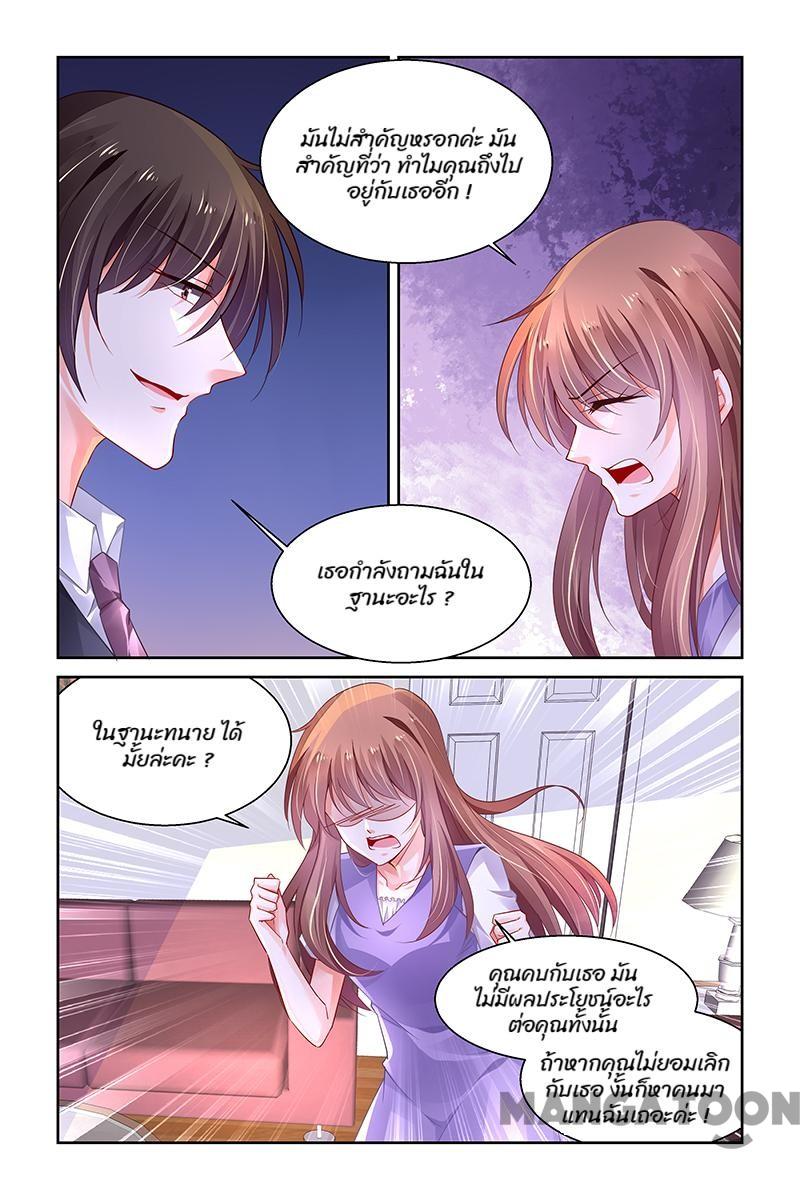 มันไม่สำคัญหรอกค่ะ มัน
สำคัญที่ว่า ทำไมคุณถึงไป
อยู่กับเธออีก !
เธอกำลังถามฉันใน
ฐานะอะไร ?
ในฐานะทนาย ได้
มั้ยล่ะคะ ?
คุณคบกับเธอ มัน
ไม่มีผลประโยชน์อะไร
ต่อคุณทั้งนั้น
ถ้าหากคุณไม่ยอมเลิก
กับเธอ งั้นก็หาคนมา
แทนฉันเถอะค่ะ !
MANGATOON